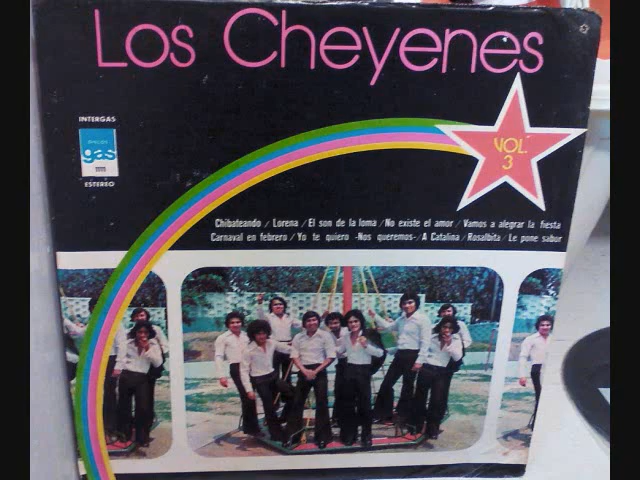 Los Cheyenes
INTERGAS
DISCOS
gas
ESTEREO
VOL.
3
Chibateando / Lorena / El son de la loma / No existe el amor / Vamos a alegrar la fiesta
Carnaval en febrero / Yo te quiero -Nos queremos- / A Catalina / Rosalbita / Le pone sabor